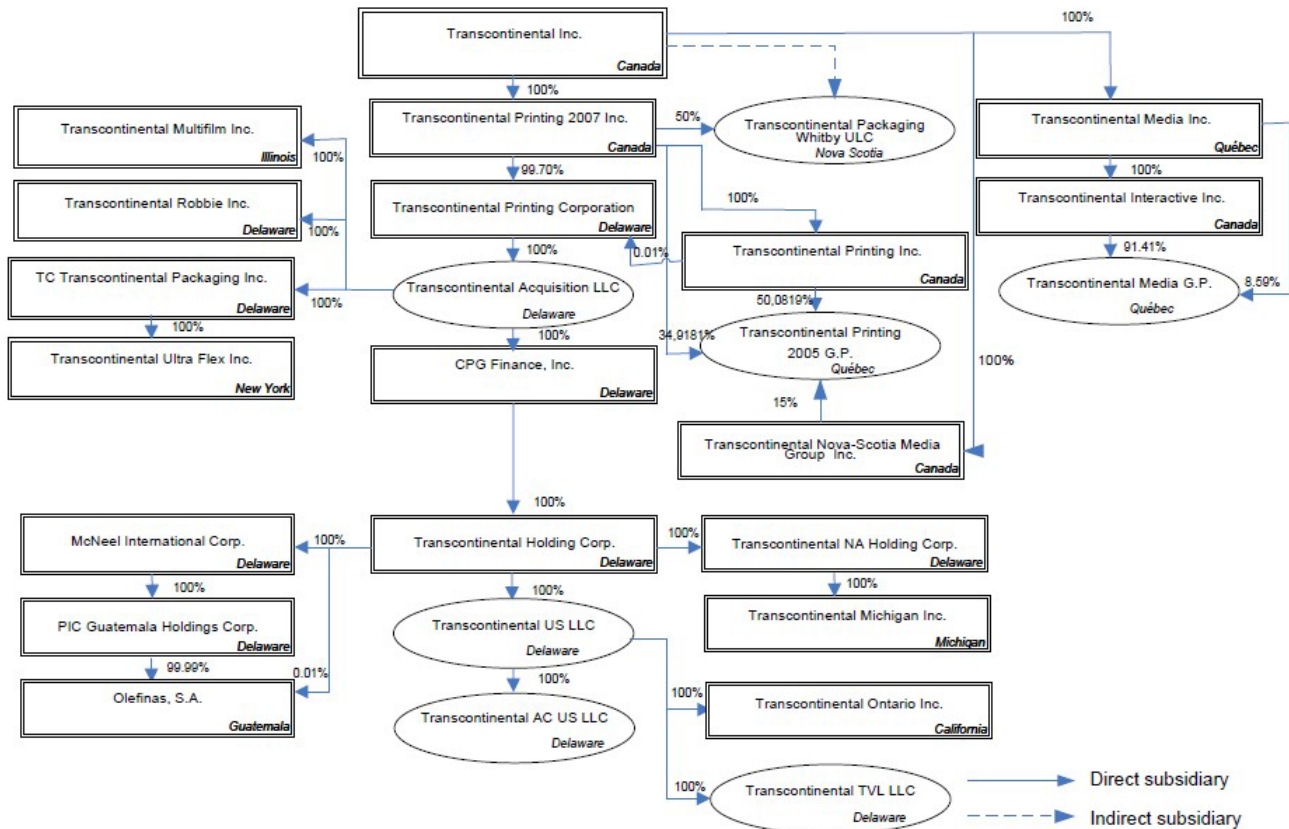 Transcontinental Inc.
Canada
100%
100%
Transcontinental Multifilm Inc.
Illinois
100%
Transcontinental Printing 2007 Inc.
Canada
50%
Transcontinental Packaging
Whitby ULC
Nova Scotia
Transcontinental Media Inc.
Québec
99.70%
100%
100%
Transcontinental Robbie Inc.
Delaware
100%
Transcontinental Printing Corporation
Delaware
0.01%
Transcontinental Interactive Inc.
Canada
100%
Transcontinental Printing Inc.
Canada
91.41%
TC Transcontinental Packaging Inc.
Delaware
100%
Transcontinental Acquisition LLC
Delaware
Transcontinental Media G.P.
Québec
8.59%
50,0819%
100%
100%
34,9181%
Transcontinental Printing
2005 G.P.
Québec
Transcontinental Ultra Flex Inc.
New York
CPG Finance, Inc.
Delaware
100%
15%
Transcontinental Nova-Scotia Media
Group Inc.
Canada
100%
McNeel International Corp.
Delaware
100%
Transcontinental Holding Corp.
Delaware
100%
Transcontinental NA Holding Corp.
Delaware
100%
100%
100%
PIC Guatemala Holdings Corp.
Delaware
Transcontinental US LLC
Delaware
Transcontinental Michigan Inc.
Michigan
99.99%
0.01%
100%
100%
Olefinas, S.A.
Guatemala
Transcontinental AC US LLC
Delaware
Transcontinental Ontario Inc.
California
100%
Transcontinental TVL LLC
Delaware
Direct subsidiary
Indirect subsidiary